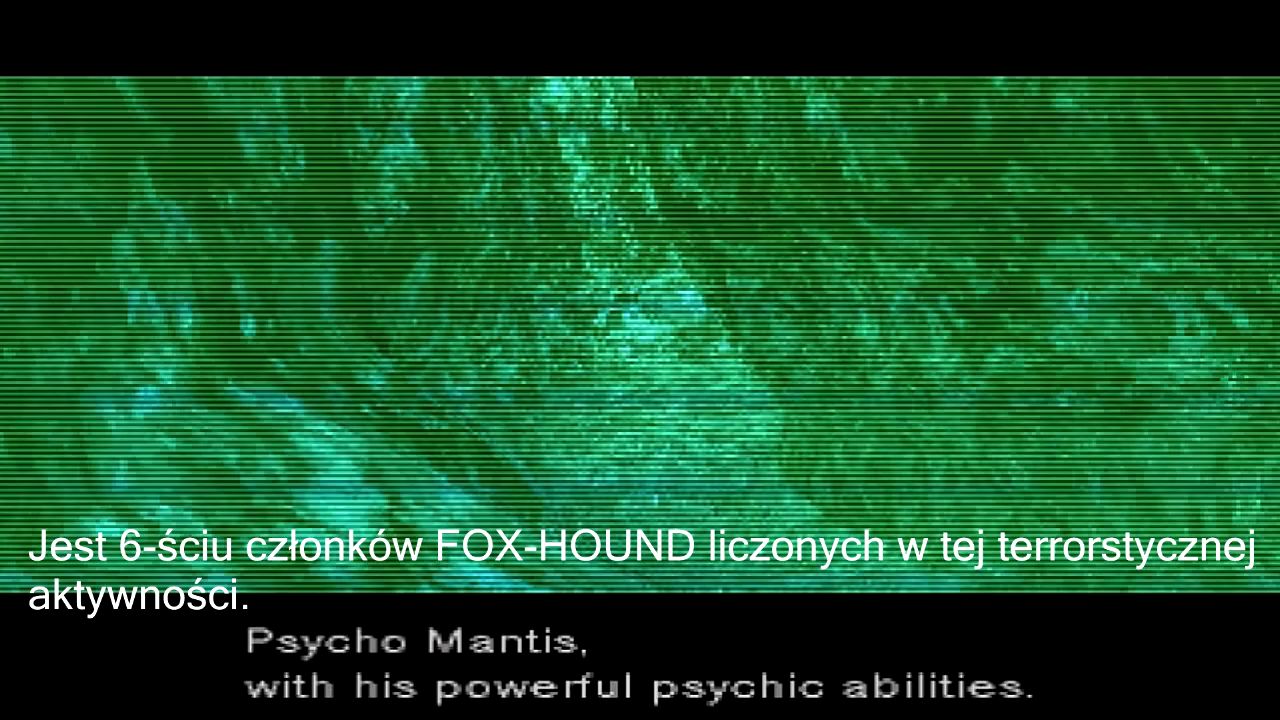 Jest 6-ściu członków FOX-HOUND liczonych w tej terrorstycznej
aktywności.
Psycho Mantis,
with his powerful psychic abilities.